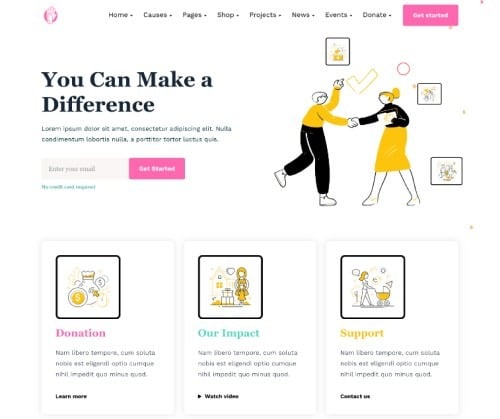 Home Causes Pages Shop Projects News Events Donate Get started
You Can Make a
Difference
Lorem ipsum dolor sit amet, consectetur adipiscing elit. Nulla
condimentum lobortis nulla, a porttitor tortor luctus quis.
Enter your email Get Started
No credit card required
Donation
Nam libero tempore, cum soluta
nobis est eligendi optio cumque
nihil impedit quo minus quod.
Learn more
Our Impact
Nam libero tempore, cum soluta
nobis est eligendi optio cumque
nihil impedit quo minus quod.
Watch video
Support
Nam libero tempore, cum soluta
nobis est eligendi optio cumque
nihil impedit quo minus quod.
Contact us